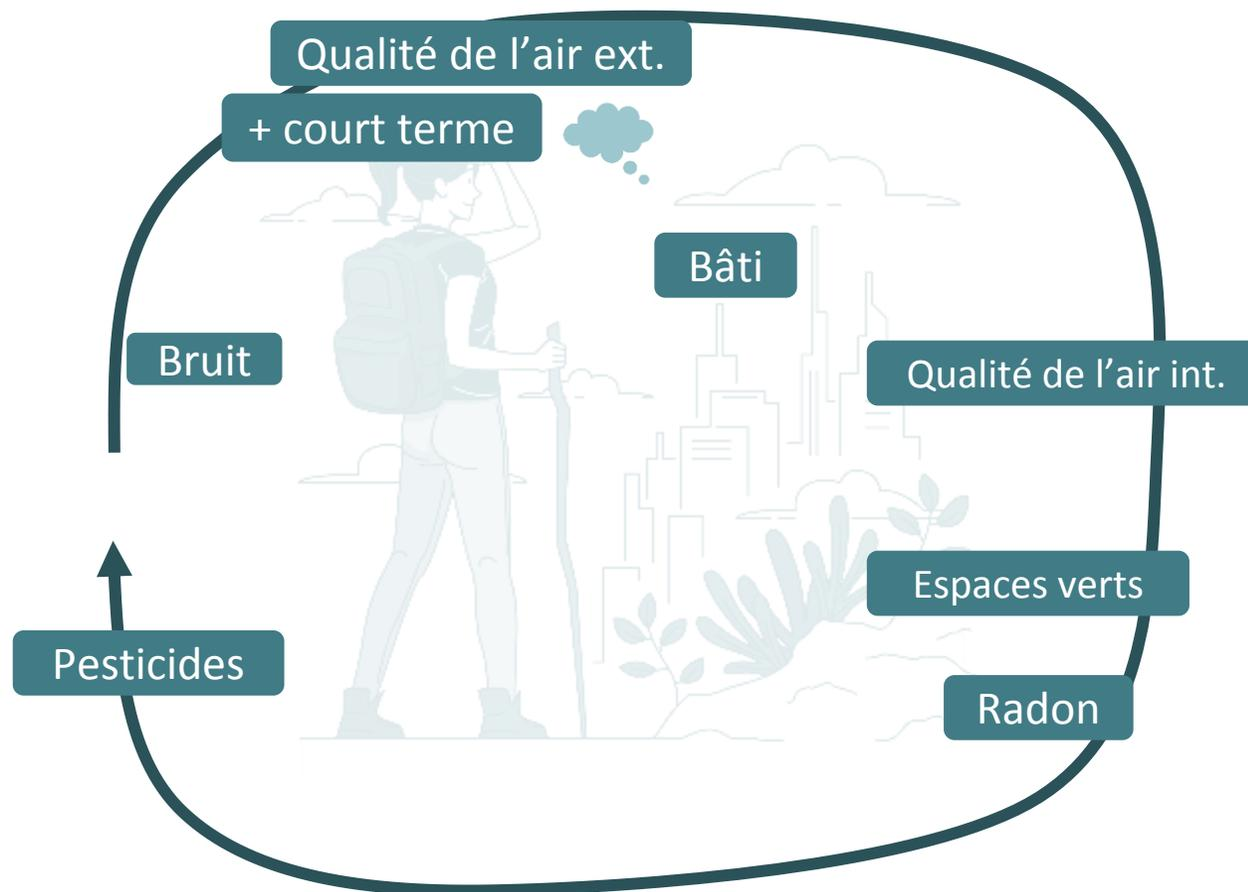 Qualité de l’air ext.
+ court terme
Bâti
Bruit
Qualité de l’air int.
Espaces verts
Pesticides
Radon